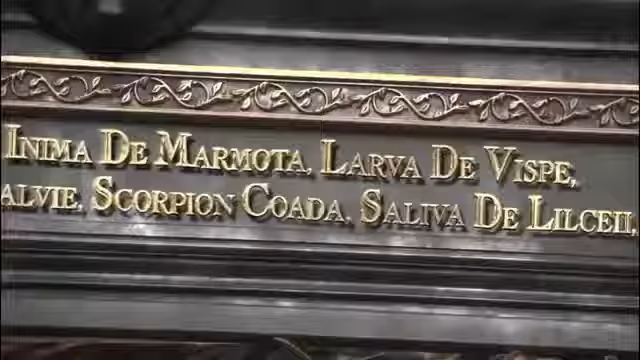 INIMA DE MARMOTA, LARVA DE VISPE,
ALVIE, SCORPION COADA, SALIVA DE LILCEII,